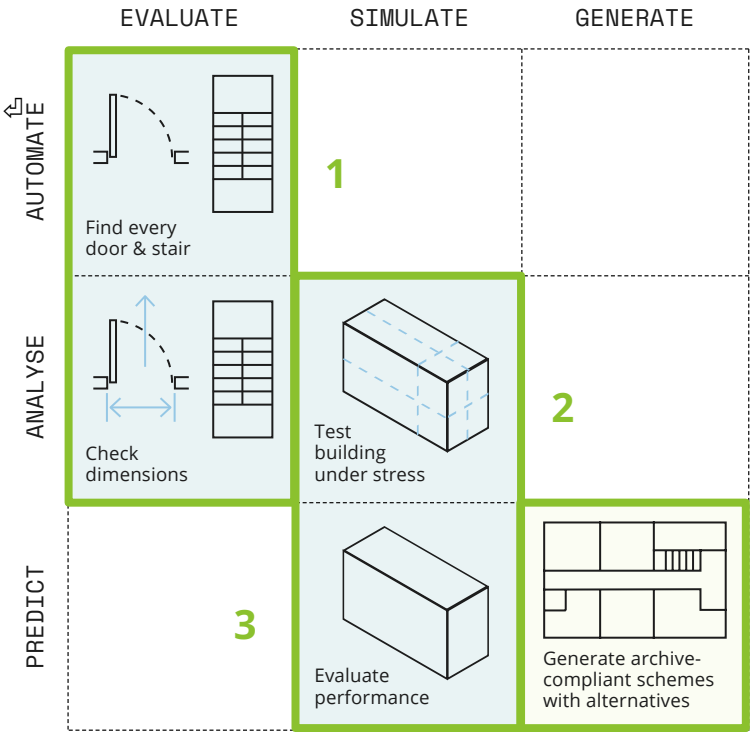 EVALUATE
SIMULATE
GENERATE
AUTOMATE
Find every
door & stair
1
ANALYSE
Check
dimensions
Test
building
under stress
2
PREDICT
3
Evaluate
performance
Generate archive-
compliant schemes
with alternatives